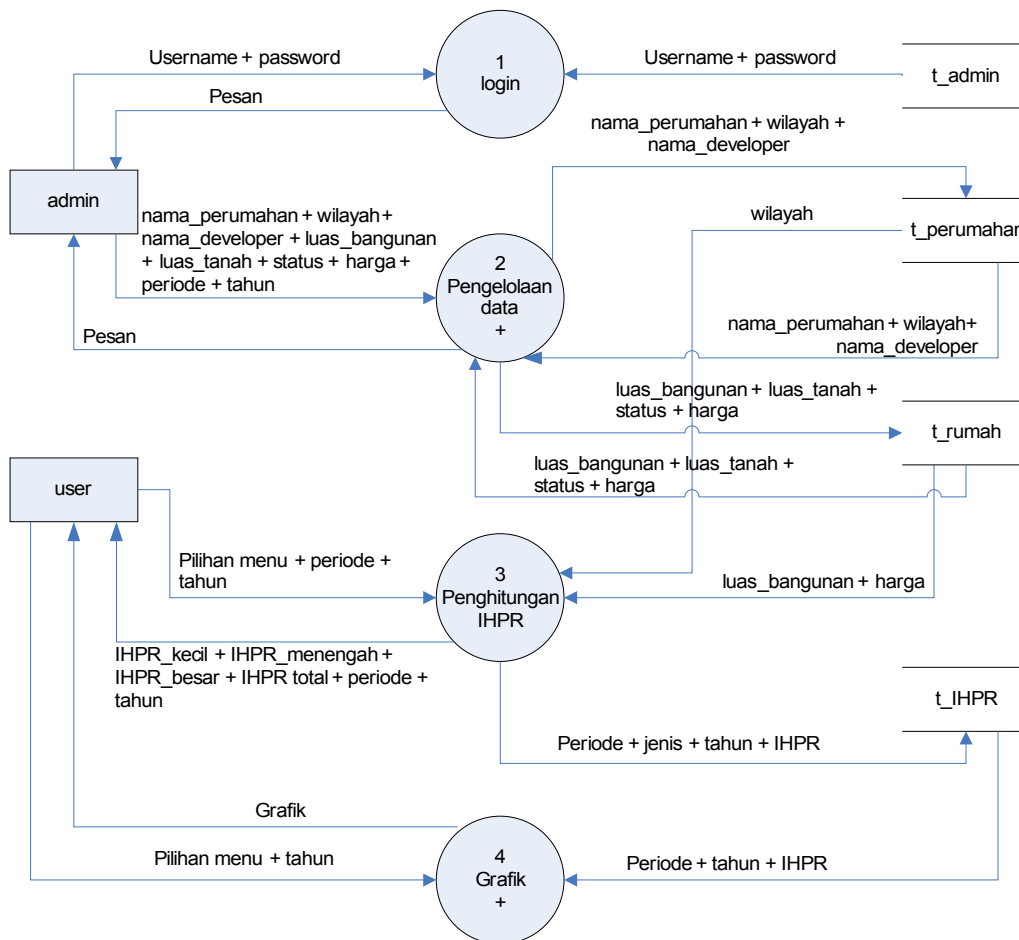 1
login
Username + password
Username + password
t_admin
Pesan
nama_perumahan + wilayah +
nama_developer
admin
nama_perumahan + wilayah+
nama_developer + luas_bangunan
+ luas_tanah + status + harga +
periode + tahun
wilayah
t_perumahan
2
Pengelolaan
data
+
Pesan
nama_perumahan + wilayah+
nama_developer
luas_bangunan + luas_tanah +
status + harga
t_rumah
luas_bangunan + luas_tanah +
status + harga
user
Pilihan menu + periode +
tahun
3
Penghitungan
IHPR
luas_bangunan + harga
IHPR_kecil + IHPR_menengah +
IHPR_besar + IHPR total + periode +
tahun
t_IHPR
Periode + jenis + tahun + IHPR
Grafik
Pilihan menu + tahun
4
Grafik
+
Periode + tahun + IHPR